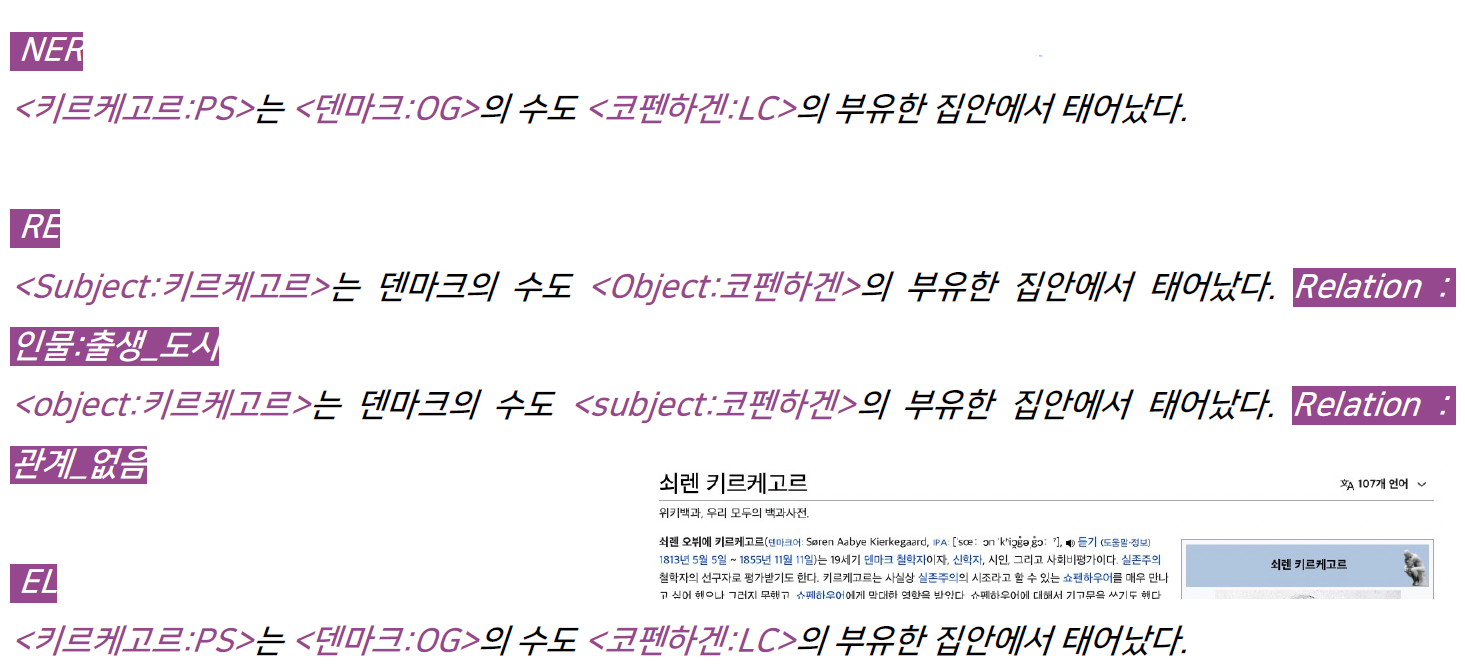 NER
<키르케고르:PS>는 <덴마크:OG>의 수도 <코펜하겐:LC>의 부유한 집안에서 태어났다.
RE
<Subject:키르케고르>는 덴마크의 수도 <Object:코펜하겐>의 부유한 집안에서 태어났다. Relation :
인물:출생_도시
<object:키르케고르>는 덴마크의 수도 <subject:코펜하겐>의 부유한 집안에서 태어났다. Relation :
관계_없음
쇠렌 키르케고르
107개 언어
위키백과, 우리 모두의 백과사전.
쇠렌 오뷔에 키르케고르(덴마크어: Søren Aabye Kierkegaard, IPA: 듣기 (도움말·정보)
1813년 5월 5일 ~ 1855년 11월 11일)는 19세기 덴마크 철학자이자, 신학자, 시인, 그리고 사회비평가이다. 실존주의
철학자의 선구자로 평가받기도 한다. 키르케고르는 사실상 실존주의의 시조라고 할 수 있는 쇼펜하우어를 매우 만나
고 싶어 했으나 그러지 못했고, 쇼펜하우어에게 막대한 영향을 받았다. 쇼펜하우어에 대해서 기고문을 쓰기도 했다.
쇠렌 키르케고르
EL
<키르케고르:PS>는 <덴마크:OG>의 수도 <코펜하겐:LC>의 부유한 집안에서 태어났다.